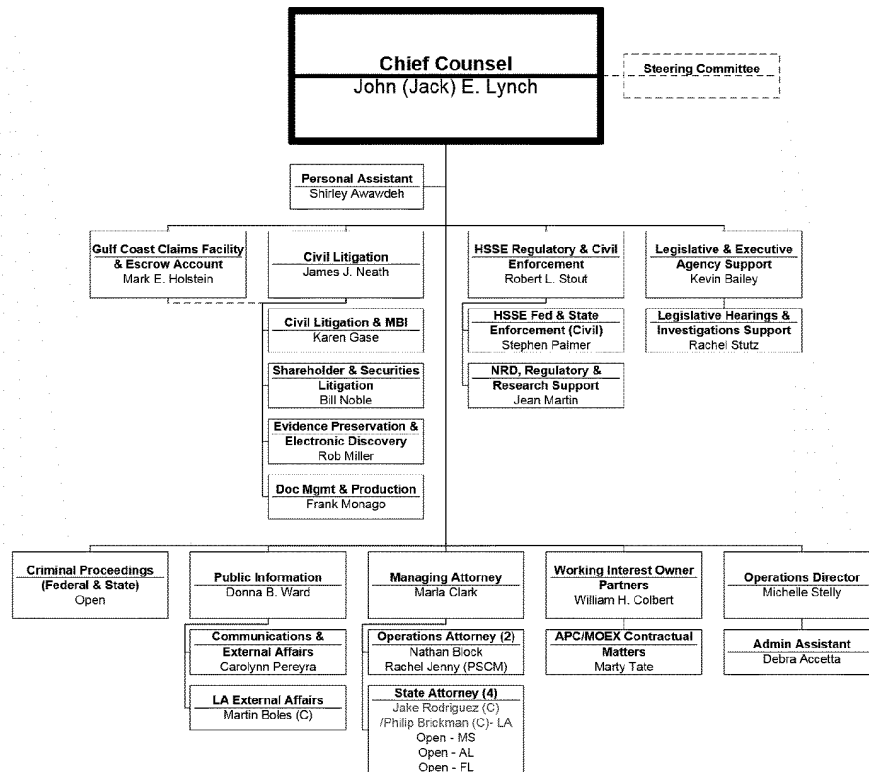 Chief Counsel
John (Jack) E. Lynch
Steering Committee
Personal Assistant
Shirley Awawdeh
Gulf Coast Claims Facility
& Escrow Account
Mark E. Holstein
Civil Litigation
James J. Neath
HSSE Regulatory & Civil
Enforcement
Robert L. Stout
Legislative & Executive
Agency Support
Kevin Bailey
Civil Litigation & MBI
Karen Gase
HSSE Fed & State
Enforcement (Civil)
Stephen Palmer
Legislative Hearings &
Investigations Support
Rachel Stutz
Shareholder & Securities
Litigation
Bill Noble
NRD, Regulatory &
Research Support
Jean Martin
Evidence Preservation &
Electronic Discovery
Rob Miller
Doc Mgmt & Production
Frank Monago
Criminal Proceedings
(Federal & State)
Open
Public Information
Donna B. Ward
Managing Attorney
Marla Clark
Working Interest Owner
Partners
William H. Colbert
Operations Director
Michelle Stelly
Communications &
External Affairs
Carolynn Pereyra
Operations Attorney (2)
Nathan Block
Rachel Jenny (PSCM)
APC/MOEX Contractual
Matters
Marty Tate
Admin Assistant
Debra Accetta
LA External Affairs
Martin Boles (C)
State Attorney (4)
Jake Rodriguez (C)
/Philip Brickman (C)- LA
Open - MS
Open - AL
Open - FL